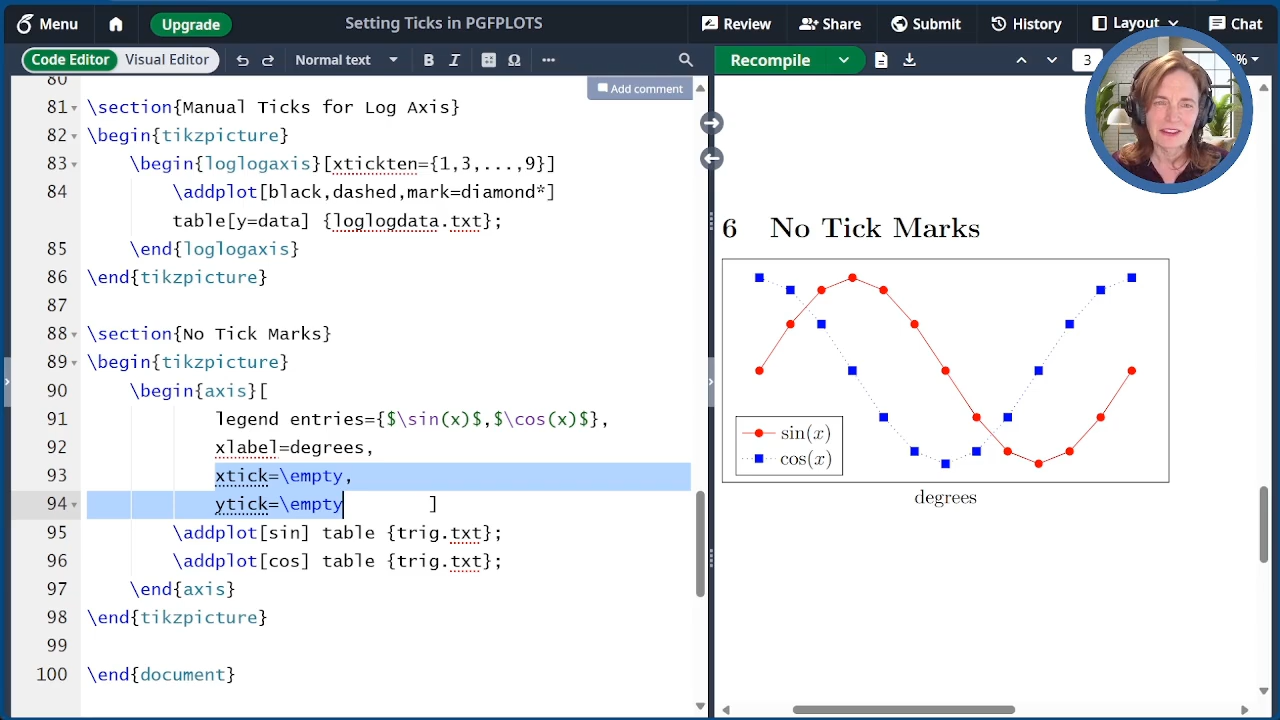 Menu
Upgrade
Setting Ticks in PGFPLOTS
Review
Share
Submit
History
Layout
Chat
Code Editor
Visual Editor
Normal text
B
I
Ω
Recompile
3
%
Add comment
80
81 \section{Manual Ticks for Log Axis}
82 \begin{tikzpicture}
83 \begin{loglogaxis}[xtickten={1,3,...,9}]
84 \addplot[black,dashed,mark=diamond*]
table[y=data] {loglogdata.txt};
85 \end{loglogaxis}
86 \end{tikzpicture}
87
88 \section{No Tick Marks}
89 \begin{tikzpicture}
90 \begin{axis}[
91 legend entries={$\sin(x)$,$\cos(x)$},
92 xlabel=degrees,
93 xtick=\empty,
94 ytick=\empty ]
95 \addplot[sin] table {trig.txt};
96 \addplot[cos] table {trig.txt};
97 \end{axis}
98 \end{tikzpicture}
99
100 \end{document}
6 No Tick Marks
sin(x)
cos(x)
degrees